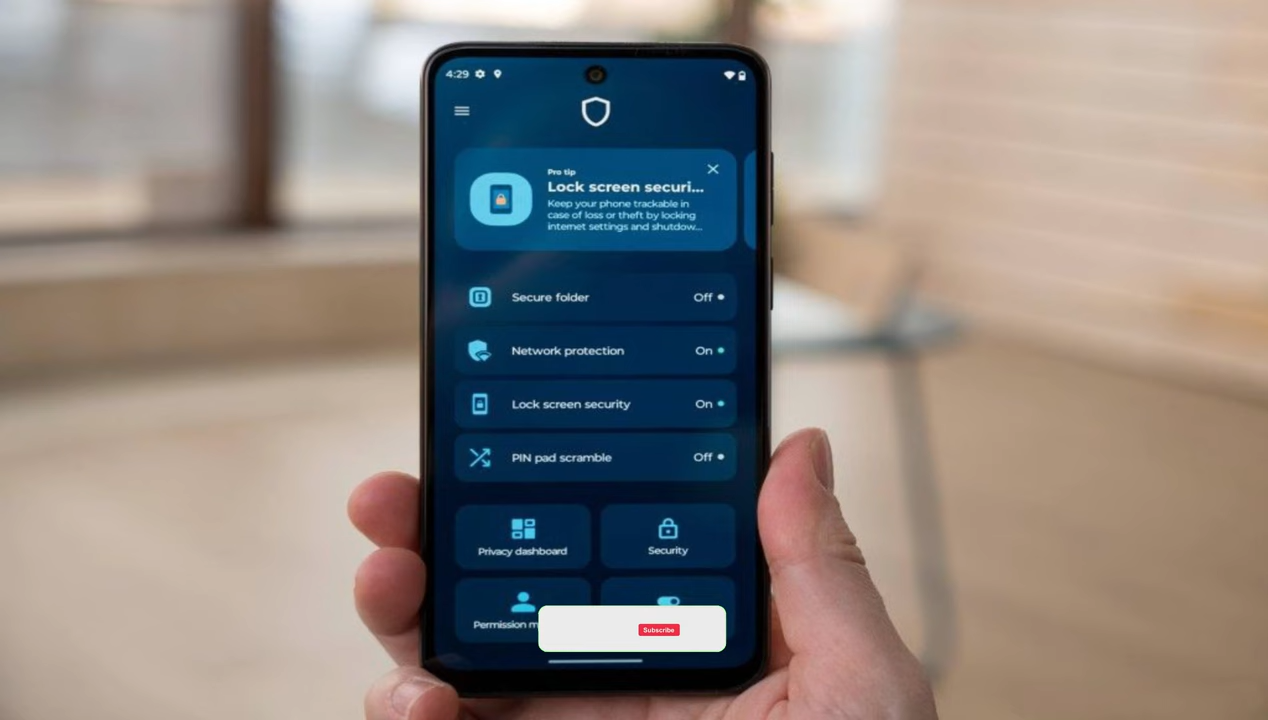 4:29
Pro tip
Lock screen securi...
Keep your phone trackable in
case of loss or theft by locking
internet settings and shutdow...
Secure folder Off
Network protection On
Lock screen security On
PIN pad scramble Off
Privacy dashboard Security
Permission m
Subscribe